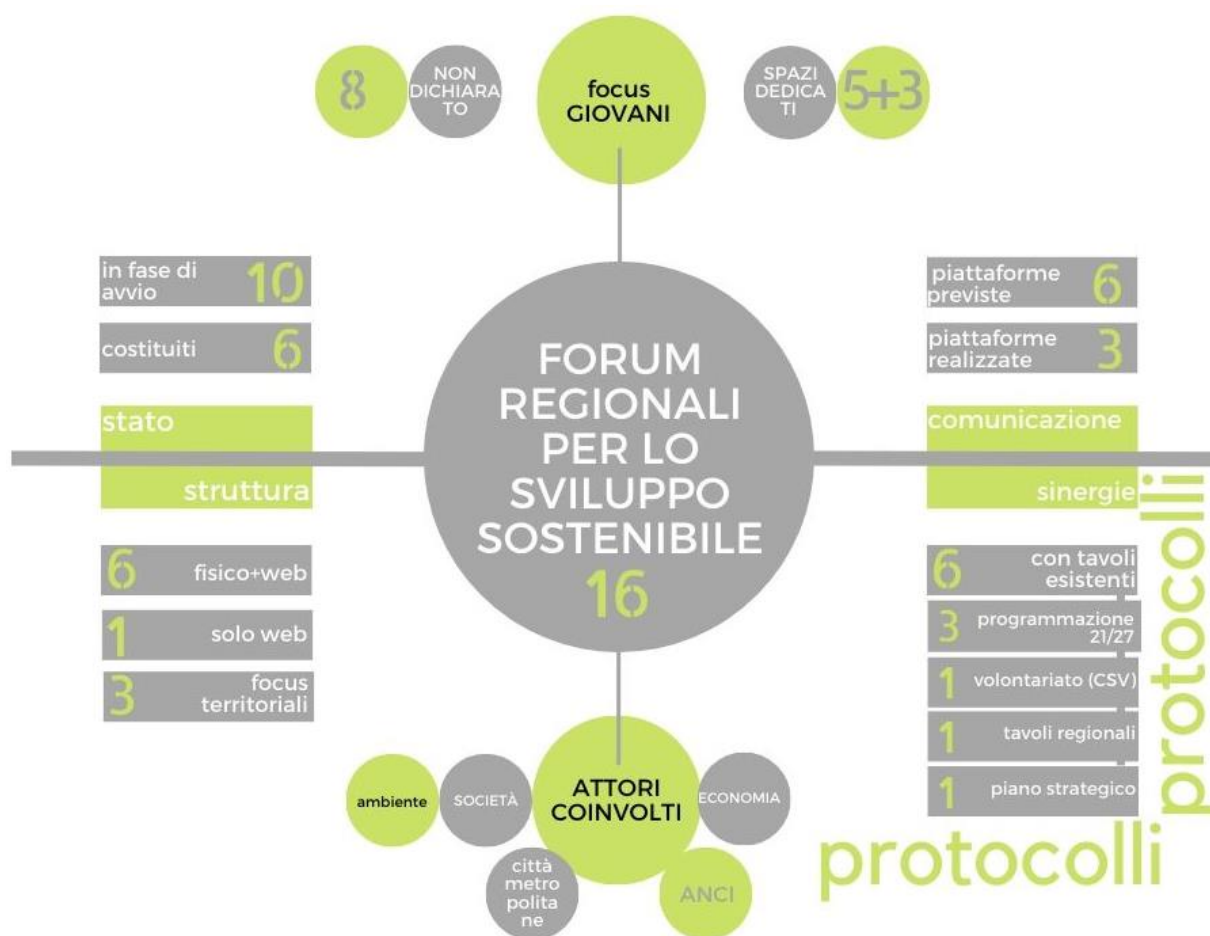 8
NON
DICHIARA
TO
focus
GIOVANI
SPAZI
DEDICA
TI
5+3
in fase di
avvio
10
costituiti
6
stato
struttura
6
fisico+web
1
solo web
3
focus
territoriali
FORUM
REGIONALI
PER LO
SVILUPPO
SOSTENIBILE
16
piattaforme
previste
6
piattaforme
realizzate
3
comunicazione
sinergie
6
con tavoli
esistenti
3
programmazione
21/27
1
volontariato (CSV)
1
tavoli regionali
1
piano strategico
protocolli
protocolli
ambiente
SOCIETÀ
ATTORI
COINVOLTI
ECONOMIA
città
metro
polita
ne
ANCI